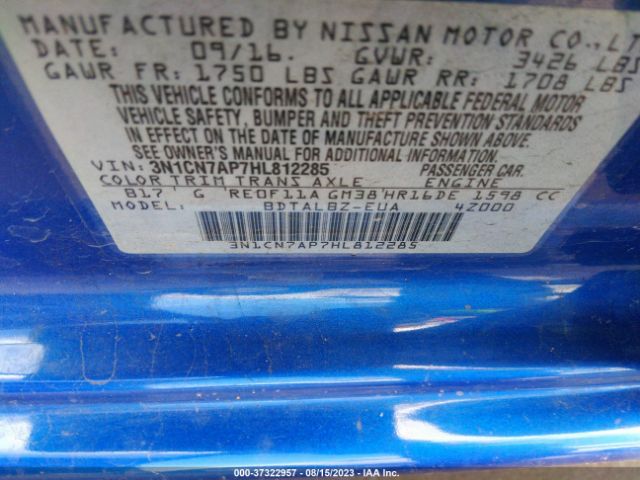 MANUFACTURED BY NISSAN MOTOR CO., LT
DATE: 09/16. GVWR: 3426 LBS
GAWR FR: 1750 LBS GAWR RR: 1708 LBS
THIS VEHICLE CONFORMS TO ALL APPLICABLE FEDERAL MOTOR
VEHICLE SAFETY, BUMPER AND THEFT PREVENTION STANDARDS
IN EFFECT ON THE DATE OF MANUFACTURE SHOWN ABOVE.
SEE OWNER'S MANUAL FOR ADDITIONAL INFORMATION
VIN: 3N1CN7AP7HL812285 PASSENGER CAR.
COLOR TRIM TRANS AXLE ENGINE
B17 G RE0F11A GM38 HR16DE 1598 CC
BDTALBZ-EUA 4Z000
3N1CN7AP7HL812285
000-37322957 - 08/15/2023 - © IAA Inc.